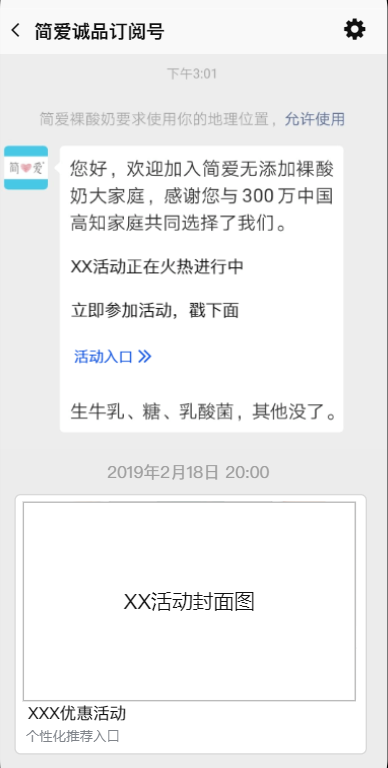 简爱诚品订阅号
下午3:01
简爱裸酸奶要求使用你的地理位置，允许使用
简爱
您好，欢迎加入简爱无添加裸酸
奶大家庭，感谢您与300万中国
高知家庭共同选择了我们。
XX活动正在火热进行中
立即参加活动，戳下面
活动入口
生牛乳、糖、乳酸菌，其他没了。
2019年2月18日 20:00
XX活动封面图
XXX优惠活动
个性化推荐入口